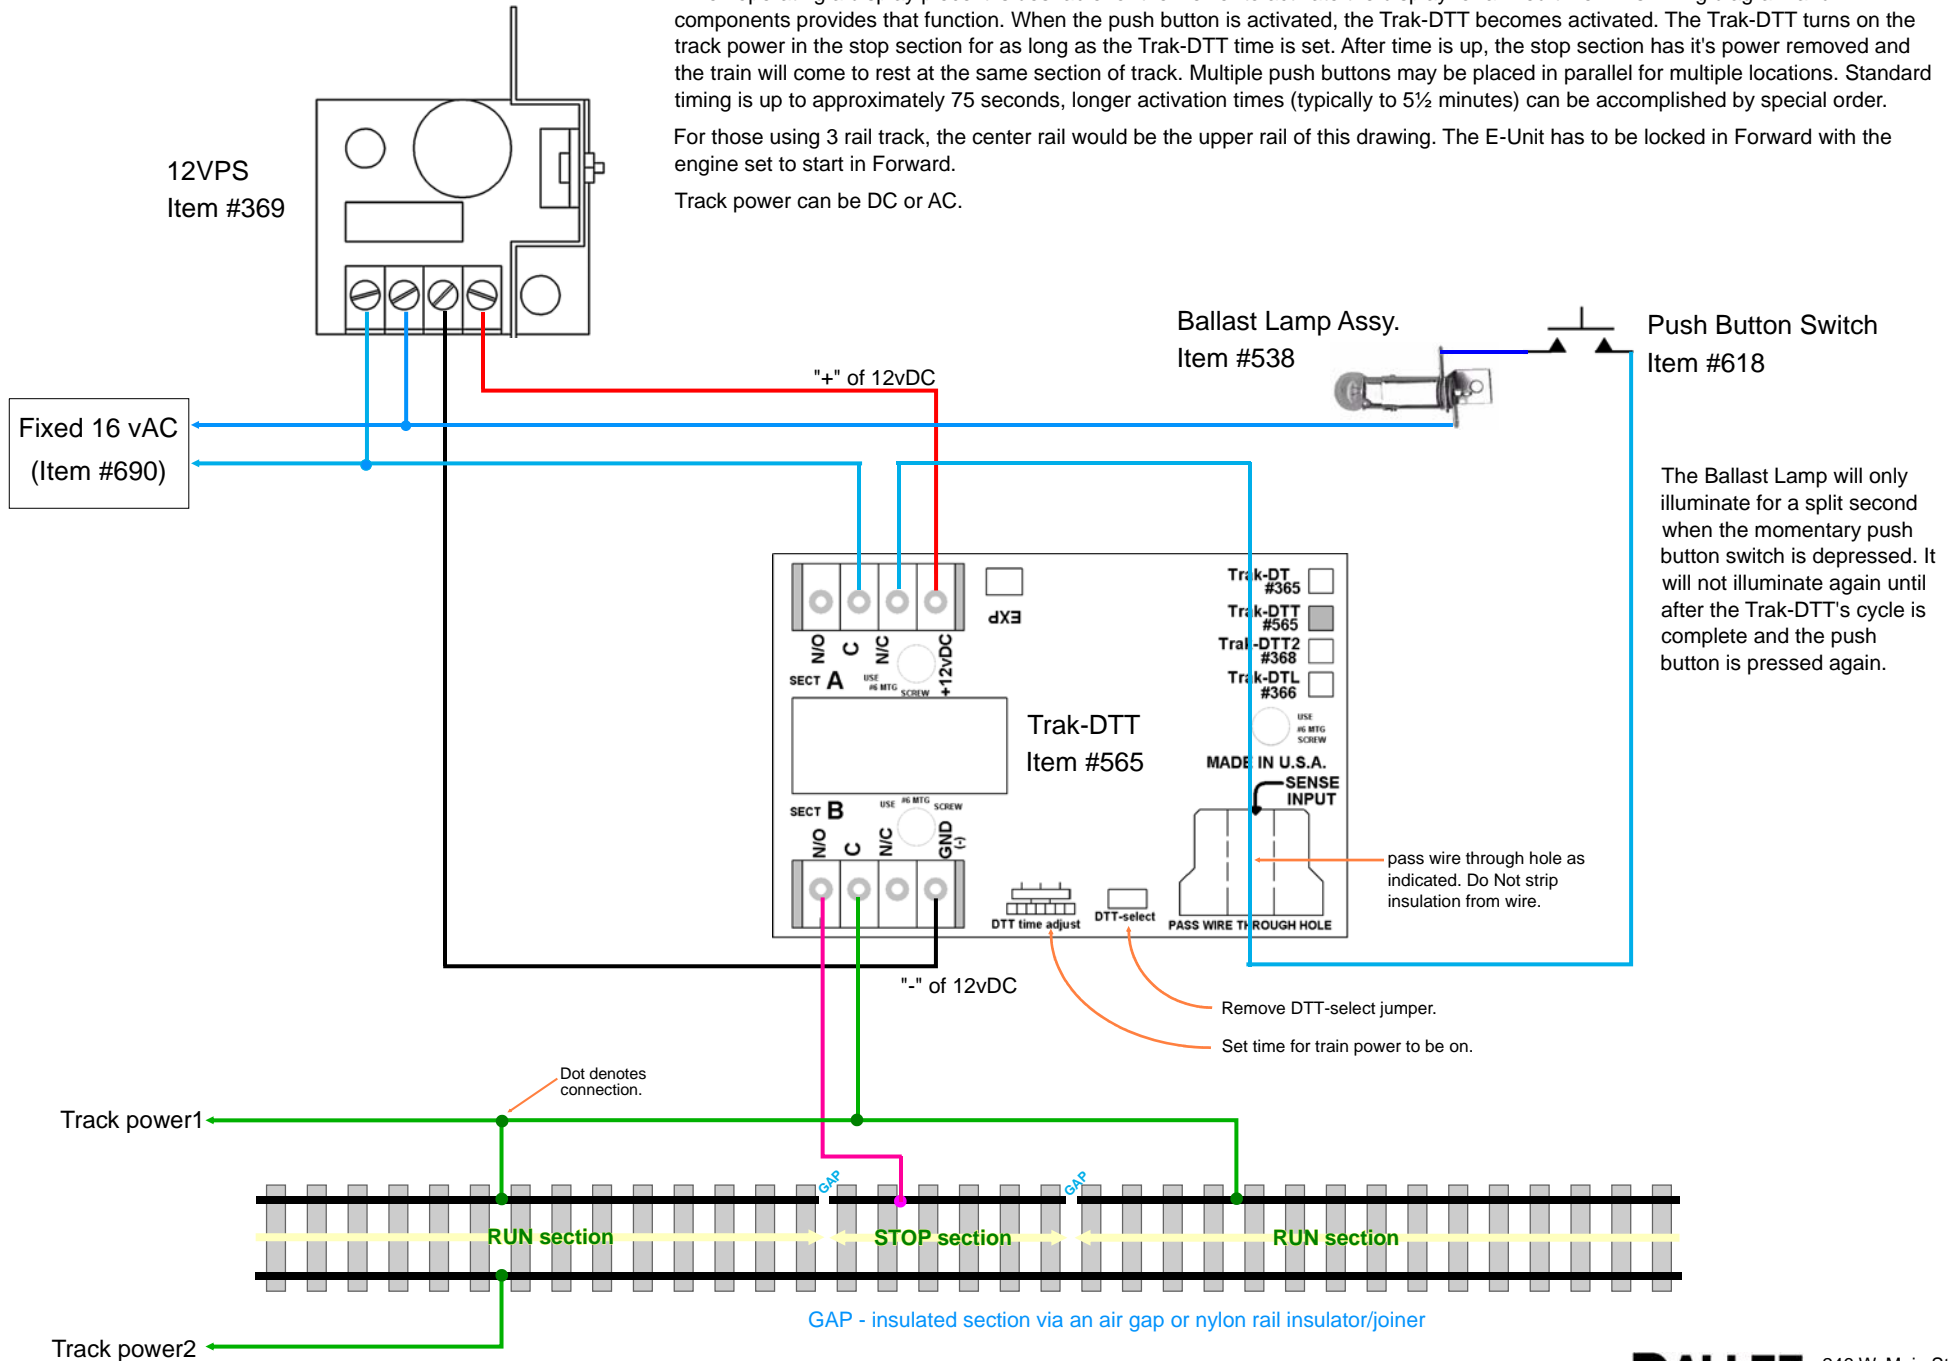 components provides that function. When the push button is activated, the Trak-DTT becomes activated. The Trak-DTT turns on the
track power in the stop section for as long as the Trak-DTT time is set. After time is up, the stop section has it's power removed and
the train will come to rest at the same section of track. Multiple push buttons may be placed in parallel for multiple locations. Standard
timing is up to approximately 75 seconds, longer activation times (typically to 5½ minutes) can be accomplished by special order.
For those using 3 rail track, the center rail would be the upper rail of this drawing. The E-Unit has to be locked in Forward with the
engine set to start in Forward.
Track power can be DC or AC.
12VPS
Item #369
Ballast Lamp Assy.
Item #538
Push Button Switch
Item #618
"+" of 12vDC
Fixed 16 vAC
(Item #690)
The Ballast Lamp will only
illuminate for a split second
when the momentary push
button switch is depressed. It
will not illuminate again until
after the Trak-DTT's cycle is
complete and the push
button is pressed again.
EXP
Trak-DT
#365
Trak-DTT
#565
Trak-DTT2
#368
Trak-DTL
#366
N/O
C
N/C
+12vDC
SECT A
USE
#6 MTG
SCREW
Trak-DTT
Item #565
USE
#6 MTG
SCREW
MADE IN U.S.A.
SENSE
INPUT
SECT B
USE #6 MTG SCREW
N/O
C
N/C
GND
(-)
DTT time adjust
DTT-select
PASS WIRE THROUGH HOLE
pass wire through hole as
indicated. Do Not strip
insulation from wire.
"-" of 12vDC
Remove DTT-select jumper.
Set time for train power to be on.
Dot denotes
connection.
Track power1
GAP
GAP
RUN section
STOP section
RUN section
GAP - insulated section via an air gap or nylon rail insulator/joiner
Track power2